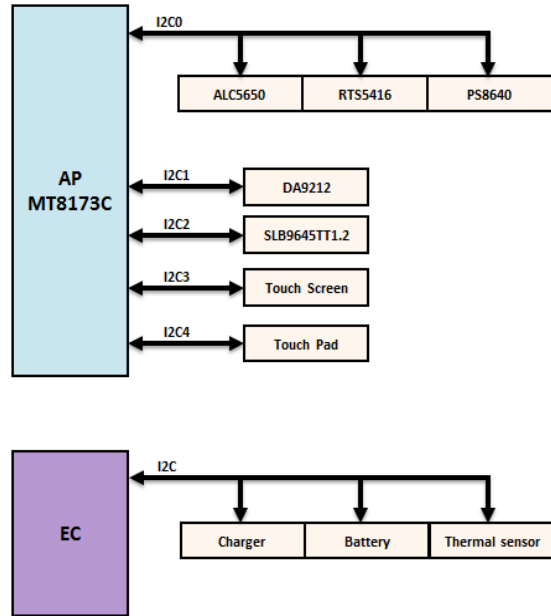 I2C0
ALC5650 RTS5416 PS8640
AP
MT8173C
I2C1
DA9212
I2C2
SLB9645TT1.2
I2C3
Touch Screen
I2C4
Touch Pad
I2C
EC
Charger Battery Thermal sensor